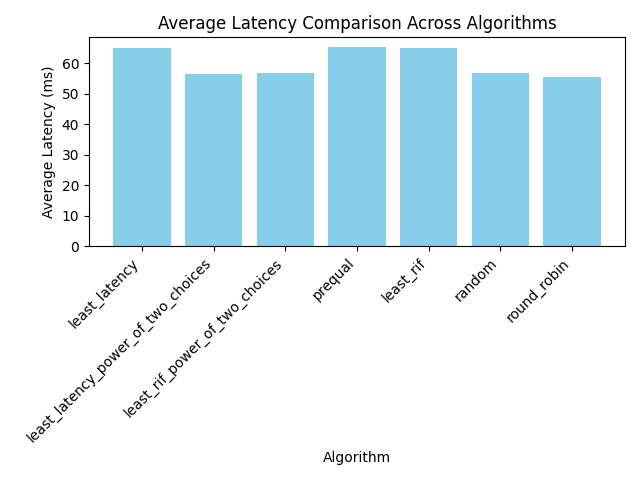 Average Latency Comparison Across Algorithms
Average Latency (ms)
60
50
40
30
20
10
0
least_latency
least_latency_power_of_two_choices
least_rif_power_of_two_choices
prequal
least_rif
random
round_robin
Algorithm